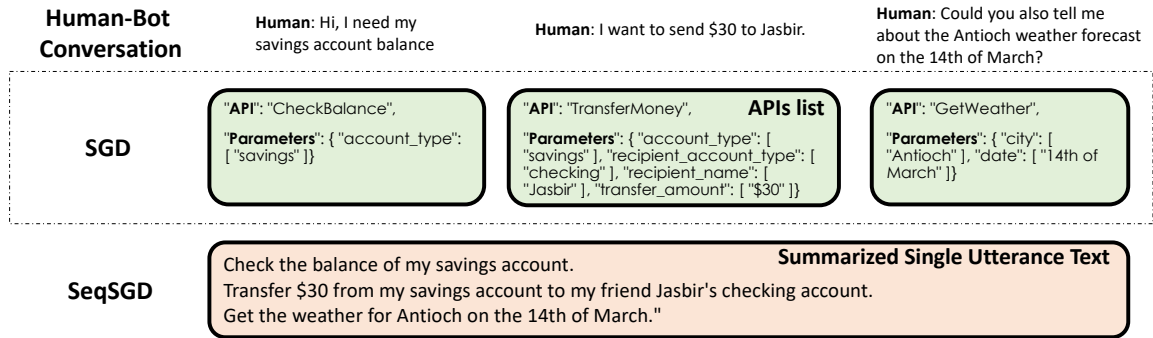 Human-Bot
Conversation
Human: Hi, I need my
savings account balance
Human: I want to send $30 to Jasbir.
Human: Could you also tell me
about the Antioch weather forecast
on the 14th of March?
SGD
"API": "CheckBalance",
"Parameters": { "account_type":
[ "savings" ]}
"API": "TransferMoney",
APIs list
"Parameters": { "account_type": [
"savings" ], "recipient_account_type": [
"checking" ], "recipient_name": [
"Jasbir" ], "transfer_amount": [ "$30" ]}
"API": "GetWeather",
"Parameters": { "city": [
"Antioch" ], "date": [ "14th of
March" ]}
SeqSGD
Summarized Single Utterance Text
Check the balance of my savings account.
Transfer $30 from my savings account to my friend Jasbir's checking account.
Get the weather for Antioch on the 14th of March."